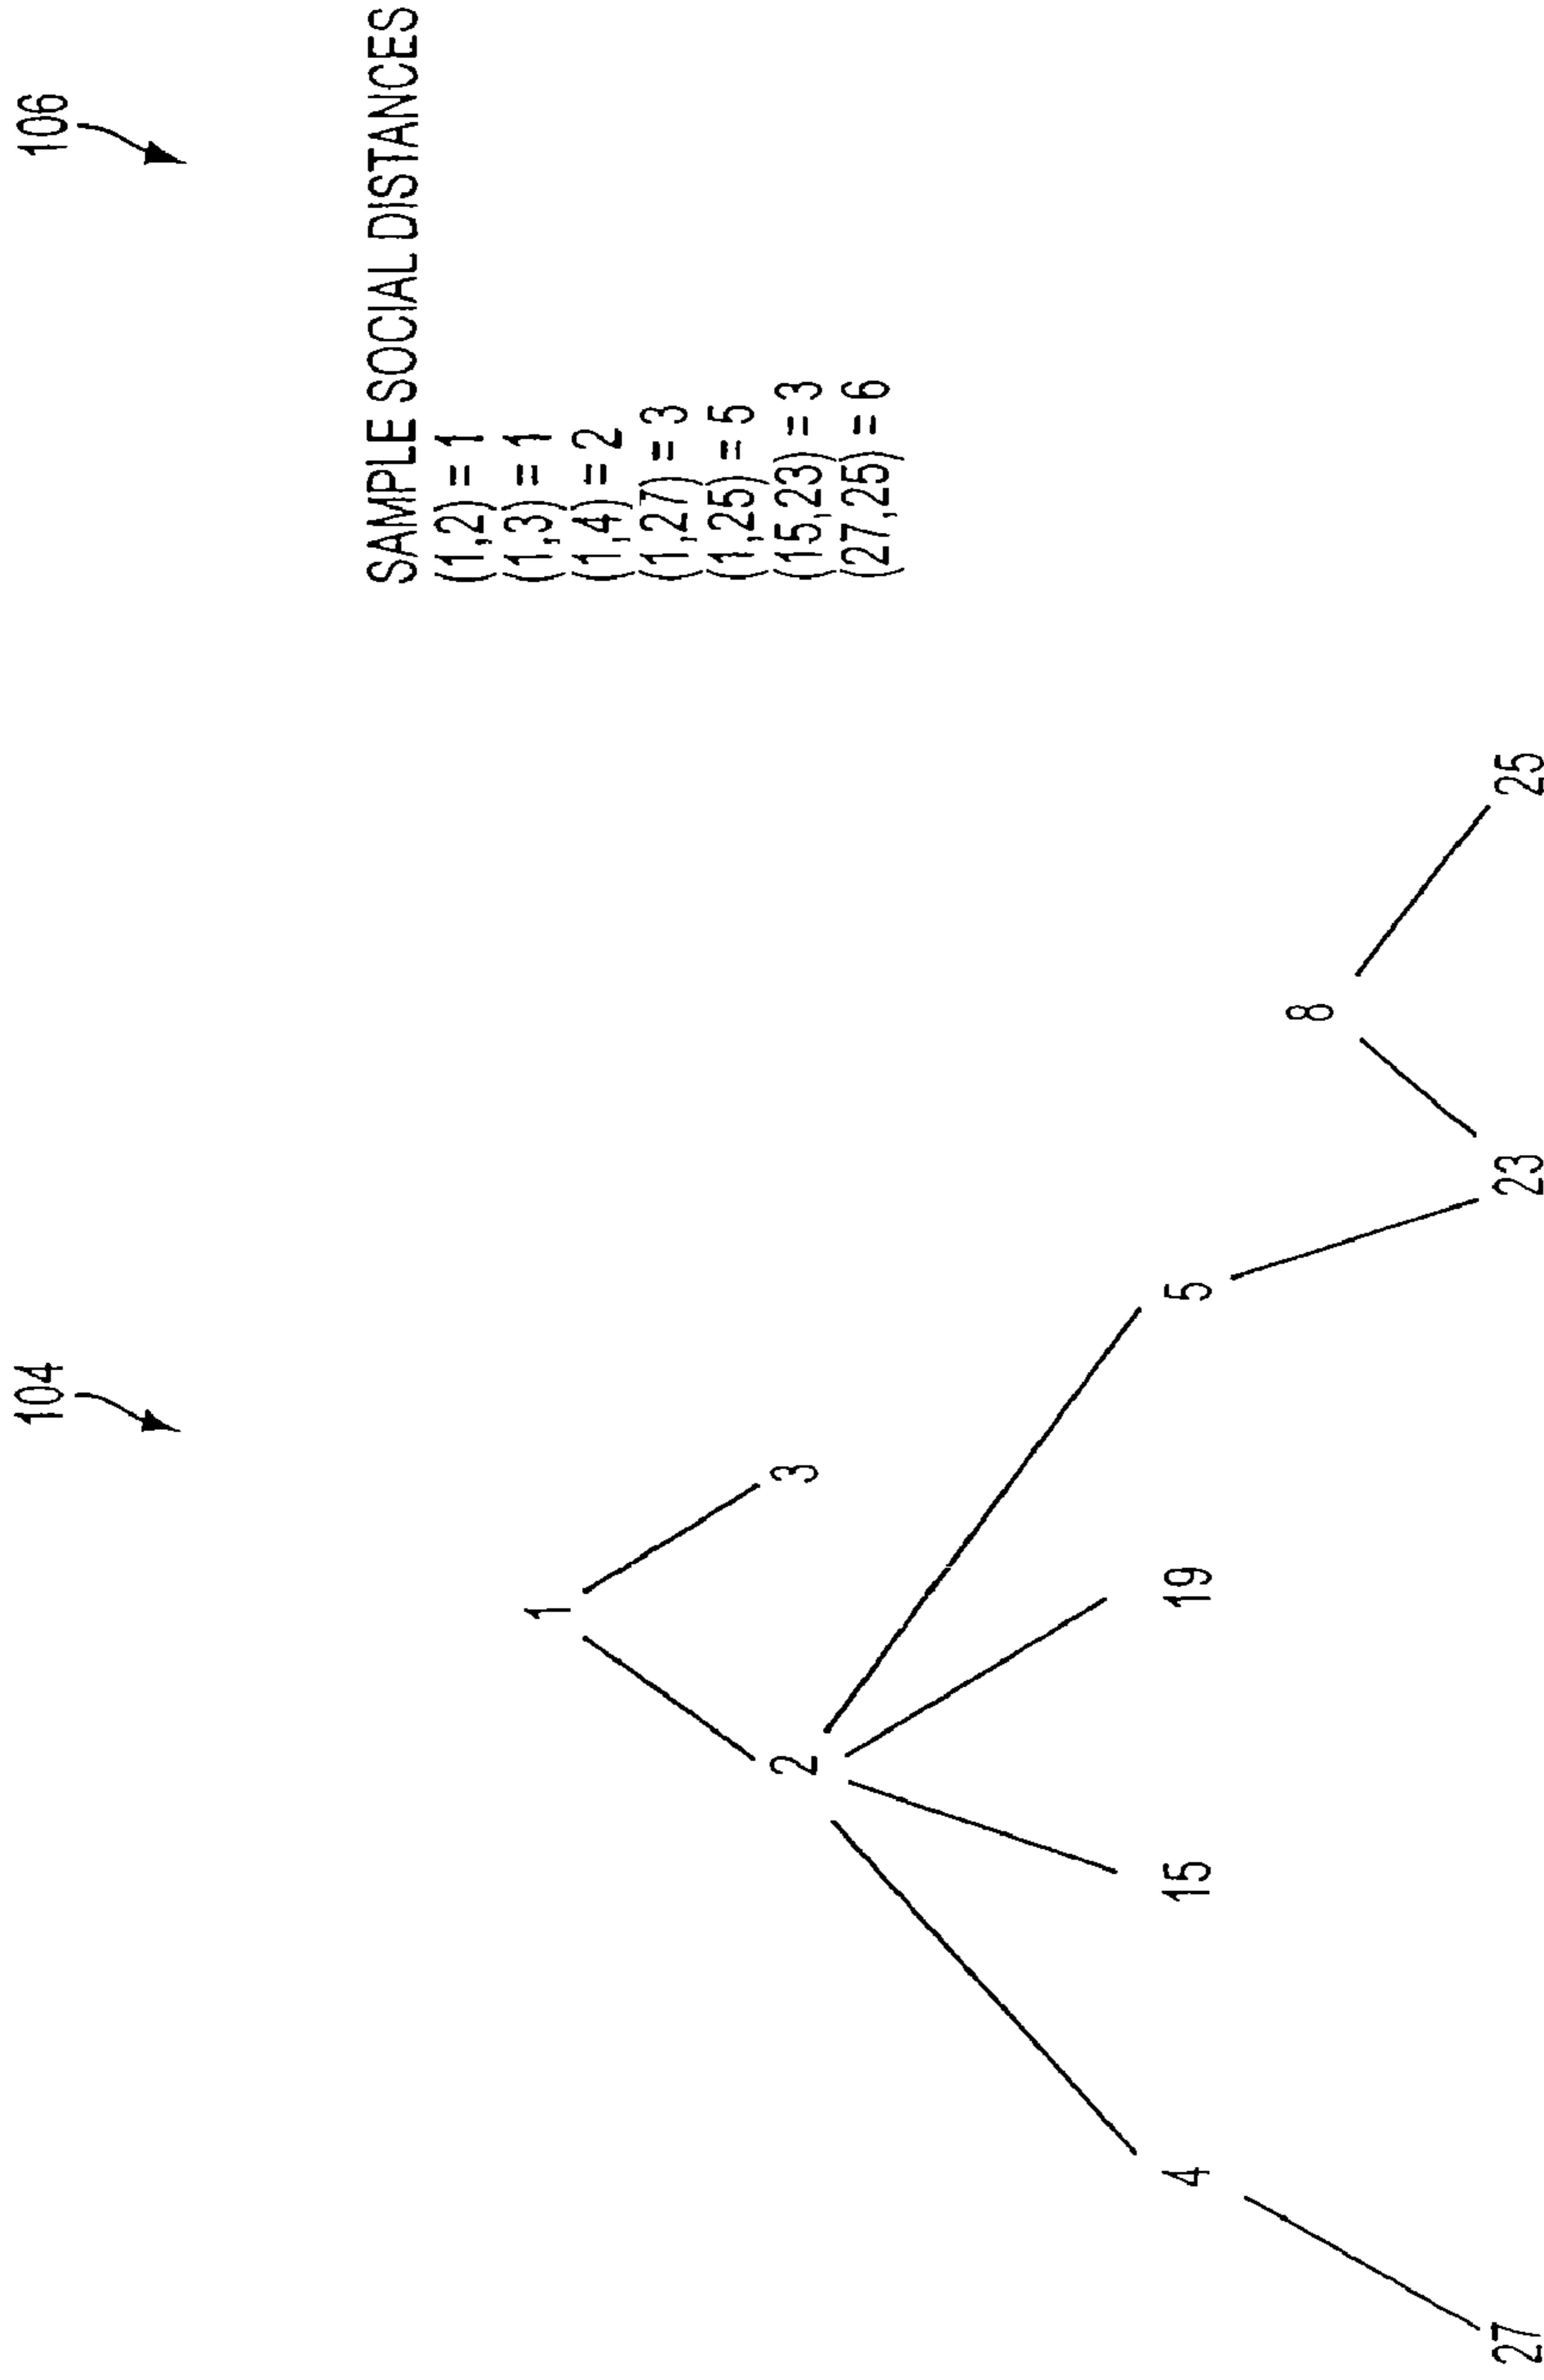 104
106
1
2
3
4
15
19
5
27
23
8
25
SAMPLE SOCIAL DISTANCES
(1,2) = 1
(1,3) = 1
(1,4) = 2
(1,27) = 3
(1,25) = 5
(15,23) = 3
(27,25) = 6